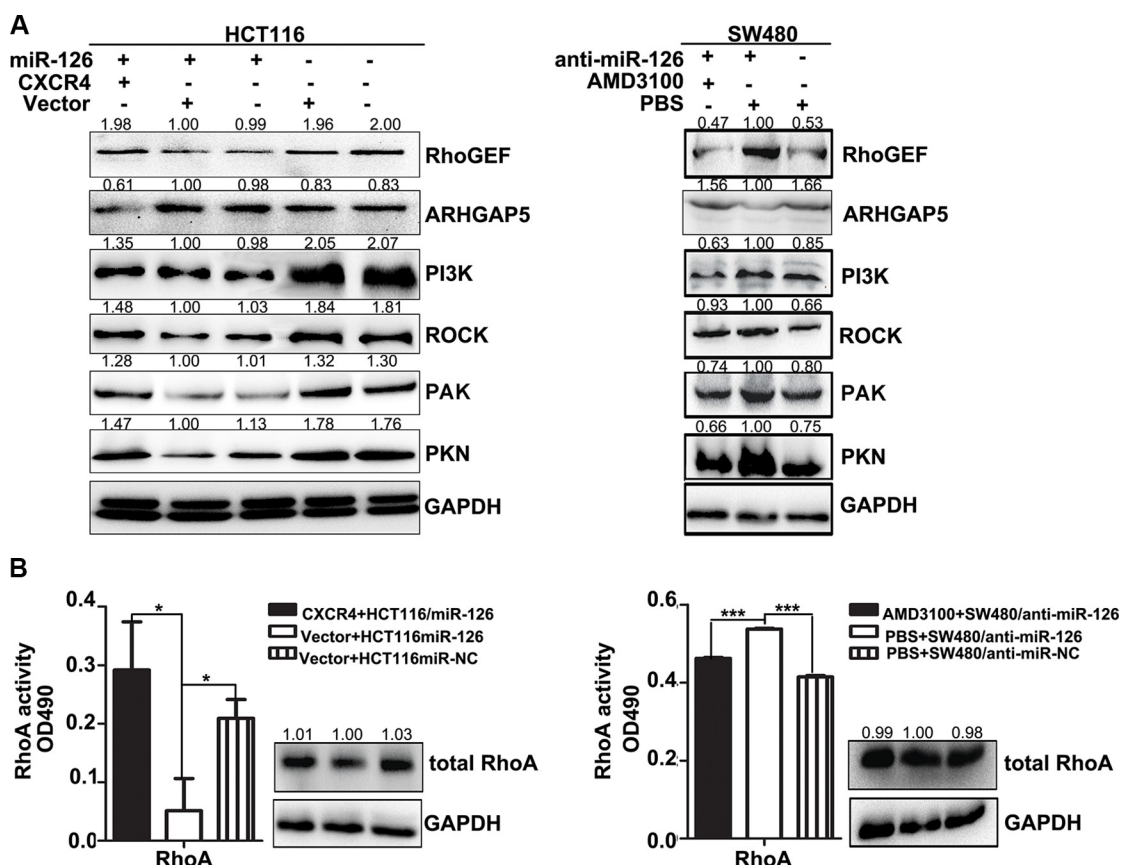 A
HCT116
miR-126 + + + - -
CXCR4 + - - - -
Vector - + - + -
1.98 1.00 0.99 1.96 2.00
RhoGEF
0.61 1.00 0.98 0.83 0.83
ARHGAP5
1.35 1.00 0.98 2.05 2.07
PI3K
1.48 1.00 1.03 1.84 1.81
ROCK
1.28 1.00 1.01 1.32 1.30
PAK
1.47 1.00 1.13 1.78 1.76
PKN
GAPDH
SW480
anti-miR-126 + + -
AMD3100 + - -
PBS - + +
0.47 1.00 0.53
RhoGEF
1.56 1.00 1.66
ARHGAP5
0.63 1.00 0.85
PI3K
0.93 1.00 0.66
ROCK
0.74 1.00 0.80
PAK
0.66 1.00 0.75
PKN
GAPDH
B
RhoA activity
OD490
0.4
0.3
0.2
0.1
0.0
*
*
RhoA
CXCR4+HCT116/miR-126
Vector+HCT116miR-126
Vector+HCT116miR-NC
1.01 1.00 1.03
total RhoA
GAPDH
RhoA activity
OD490
0.6
0.4
0.2
0.0
*** ***
RhoA
AMD3100+SW480/anti-miR-126
PBS+SW480/anti-miR-126
PBS+SW480/anti-miR-NC
0.99 1.00 0.98
total RhoA
GAPDH